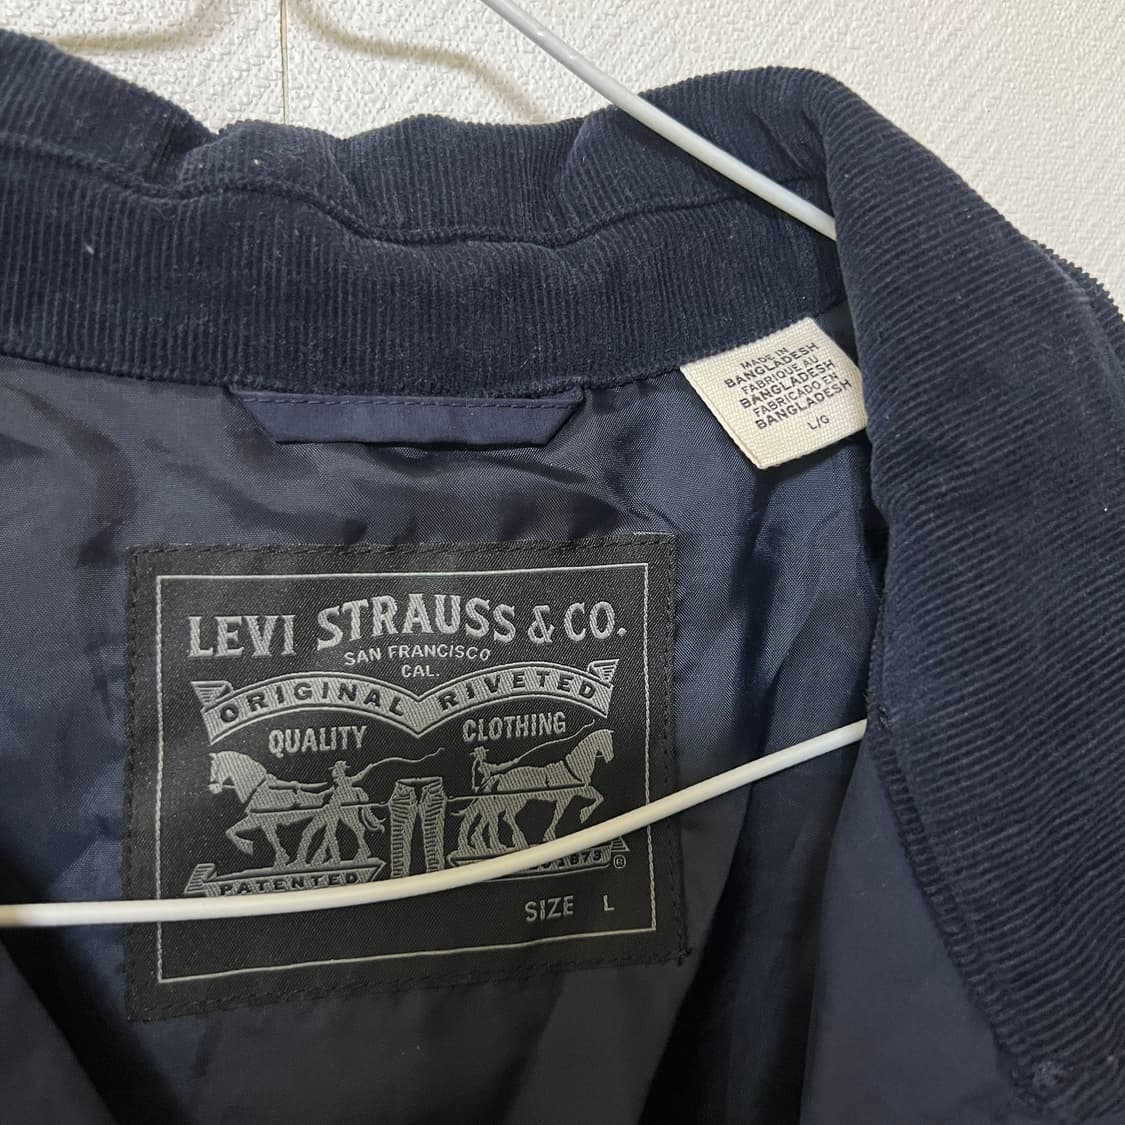 MADE IN
BANGLADESH
FABRIQUE AU
BANGLADESH
FABRICADO EN
BANGLADESH
L/G
LEVI STRAUSS & CO.
SAN FRANCISCO
CAL.
ORIGINAL RIVETED
QUALITY CLOTHING
PATENTED 1873 ®
SIZE L